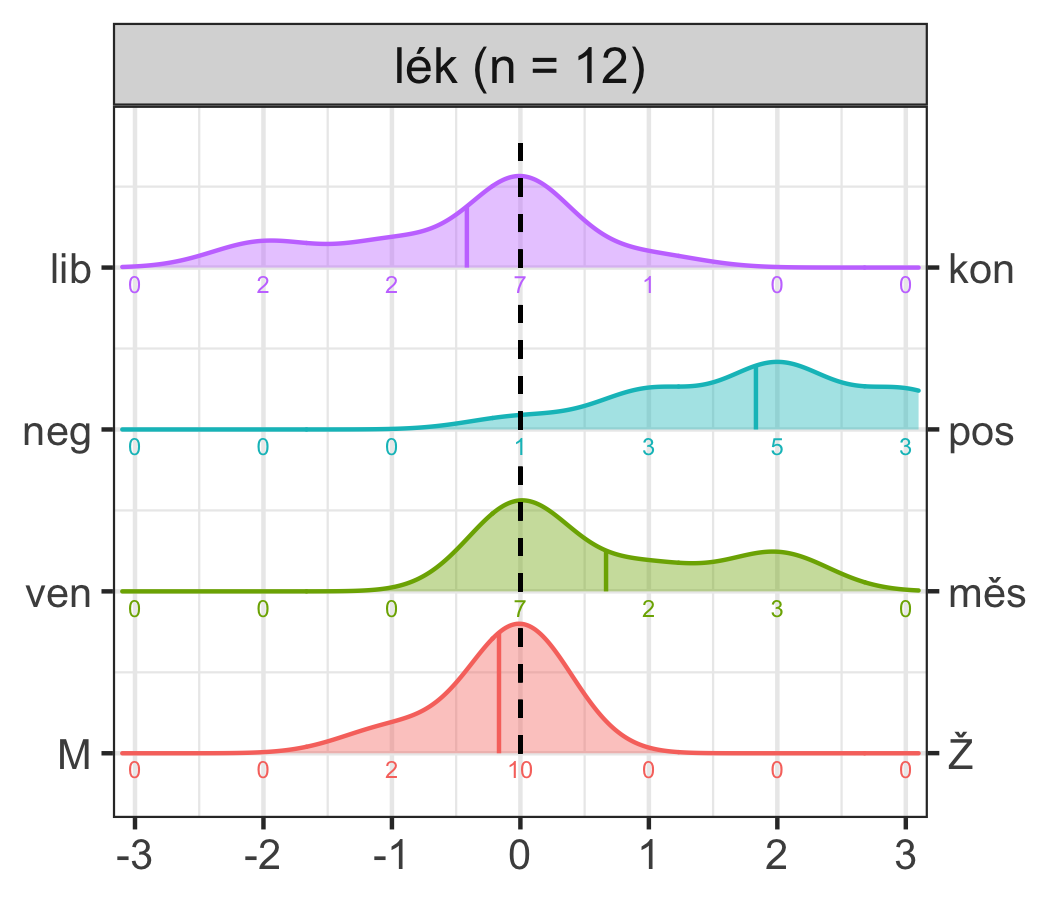 lék (n = 12)
lib kon
0 2 2 7 1 0 0
neg pos
0 0 0 1 3 5 3
ven měs
0 0 0 7 2 3 0
M Ž
0 0 2 10 0 0 0
-3 -2 -1 0 1 2 3